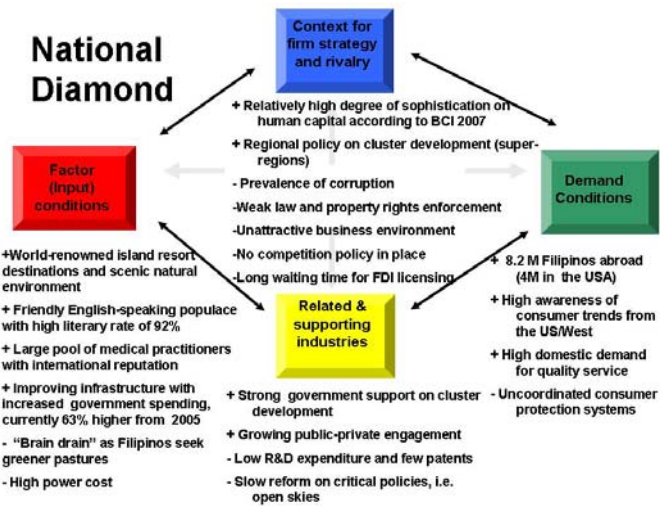 National
Diamond
Context for
firm strategy
and rivalry
+ Relatively high degree of sophistication on
human capital according to BCI 2007
+ Regional policy on cluster development (super-
regions)
- Prevalence of corruption
-Weak law and property rights enforcement
-Unattractive business environment
-No competition policy in place
-Long waiting time for FDI licensing
Factor
(Input)
conditions
+World-renowned island resort
destinations and scenic natural
environment
+ Friendly English-speaking populace
with high literary rate of 92%
+ Large pool of medical practitioners
with international reputation
+ Improving infrastructure with
increased government spending,
currently 63% higher from 2005
- “Brain drain” as Filipinos seek
greener pastures
- High power cost
Related &
supporting
industries
+ Strong government support on cluster
development
+ Growing public-private engagement
- Low R&D expenditure and few patents
- Slow reform on critical policies, i.e.
open skies
Demand
Conditions
+ 8.2 M Filipinos abroad
(4M in the USA)
+ High awareness of
consumer trends from
the US/West
+ High domestic demand
for quality service
- Uncoordinated consumer
protection systems